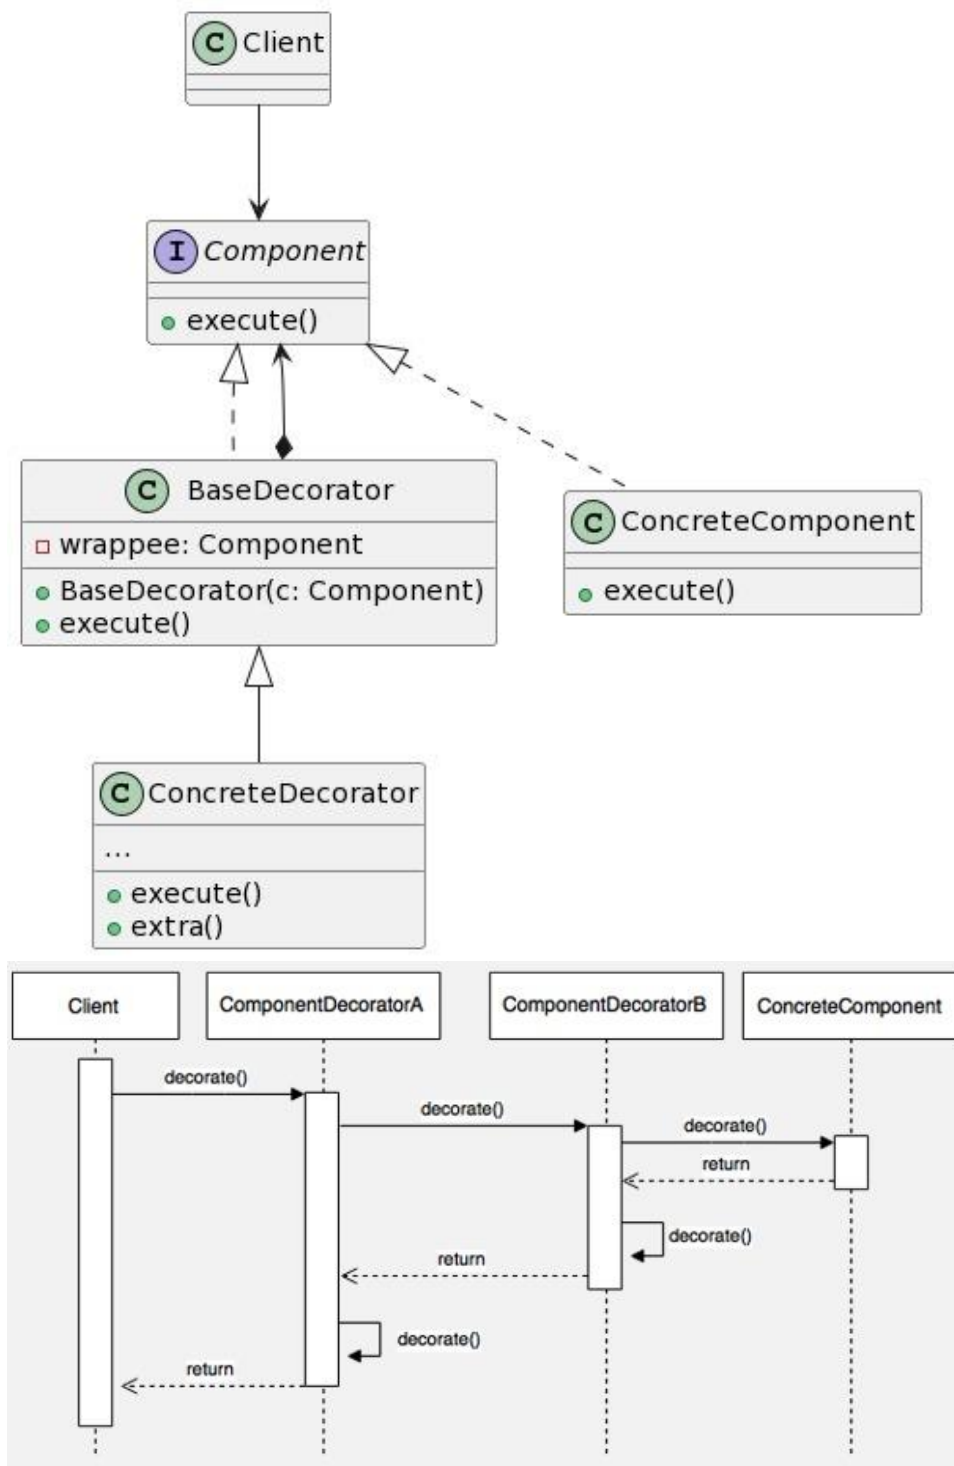 C Client
I Component
execute()
C BaseDecorator
wrappee: Component
BaseDecorator(c: Component)
execute()
C ConcreteComponent
execute()
C ConcreteDecorator
...
execute()
extra()
Client
ComponentDecoratorA
ComponentDecoratorB
ConcreteComponent
decorate()
decorate()
decorate()
return
decorate()
return
decorate()
return